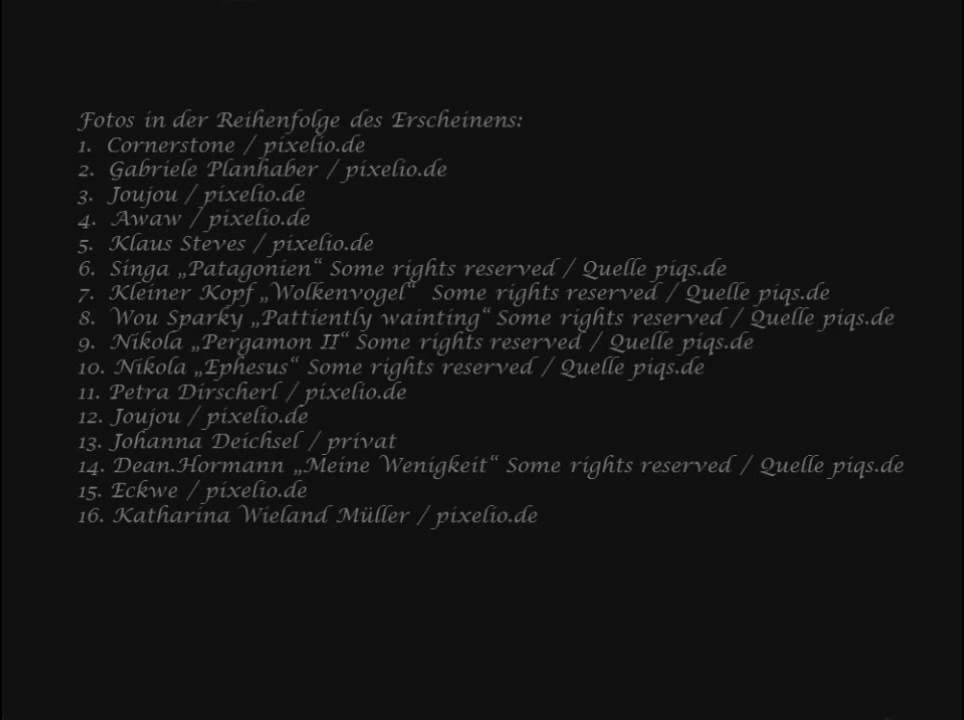 Fotos in der Reihenfolge des Erscheinens:
1. Cornerstone / pixelio.de
2. Gabriele Planhaber / pixelio.de
3. Joujou / pixelio.de
4. Awaw / pixelio.de
5. Klaus Steves / pixelio.de
6. Singa „Patagonien“ Some rights reserved / Quelle piqs.de
7. Kleiner Kopf „Wolkenvogel“ Some rights reserved / Quelle piqs.de
8. Wou Sparky „Pattiently wainting“ Some rights reserved / Quelle piqs.de
9. Nikola „Pergamon II“ Some rights reserved / Quelle piqs.de
10. Nikola „Ephesus“ Some rights reserved / Quelle piqs.de
11. Petra Dirscherl / pixelio.de
12. Joujou / pixelio.de
13. Johanna Deichsel / privat
14. Dean.Hormann „Meine Wenigkeit“ Some rights reserved / Quelle piqs.de
15. Eckwe / pixelio.de
16. Katharina Wieland Müller / pixelio.de